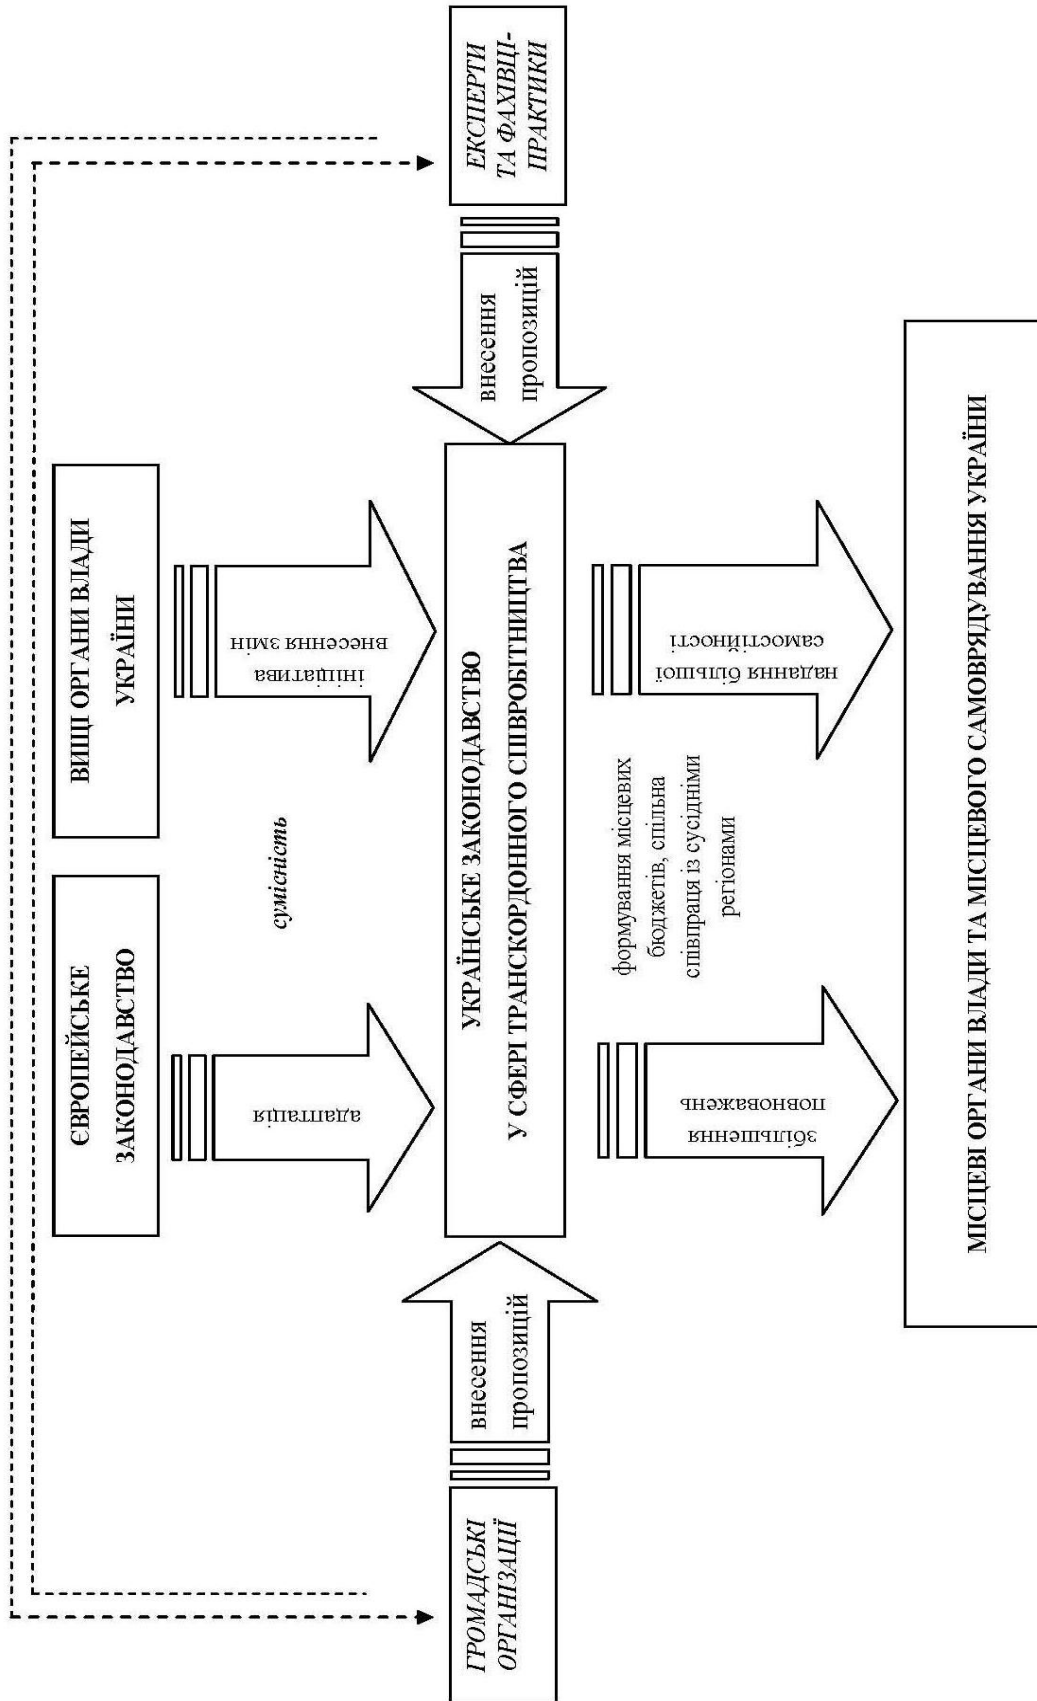 ЄВРОПЕЙСЬКЕ
ЗАКОНОДАВСТВО
ВИЩІ ОРГАНИ ВЛАДИ
УКРАЇНИ
адаптація
сумісність
ініціатива
внесення змін
ГРОМАДСЬКІ
ОРГАНІЗАЦІЇ
внесення
пропозицій
УКРАЇНСЬКЕ ЗАКОНОДАВСТВО
У СФЕРІ ТРАНСКОРДОННОГО СПІВРОБІТНИЦТВА
внесення
пропозицій
ЕКСПЕРТИ
ТА ФАХІВЦІ-
ПРАКТИКИ
збільшення
повноважень
формування місцевих
бюджетів, спільна
співпраця із сусідніми
регіонами
надання більшої
самостійності
МІСЦЕВІ ОРГАНИ ВЛАДИ ТА МІСЦЕВОГО САМОВРЯДУВАННЯ УКРАЇНИ